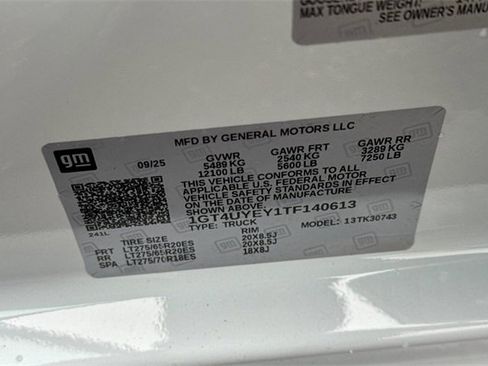 MAX TONGUE WEIGHT:
SEE OWNER'S MANU
MFD BY GENERAL MOTORS LLC
gm
09/25 GVWR GAWR FRT GAWR RR
5489 KG 2540 KG 3289 KG
12100 LB 5600 LB 7250 LB
THIS VEHICLE CONFORMS TO ALL
APPLICABLE U.S. FEDERAL MOTOR
VEHICLE SAFETY STANDARDS IN EFFECT
ON THE DATE OF MANUFACTURE
SHOWN ABOVE.
1GT4UYEY1TF140613
241L TYPE: TRUCK MODEL: 13TK30743
TIRE SIZE RIM
FRT LT275/65R20ES 20X8.5J
RR LT275/65R20ES 20X8.5J
SPA LT275/70R18ES 18X8J